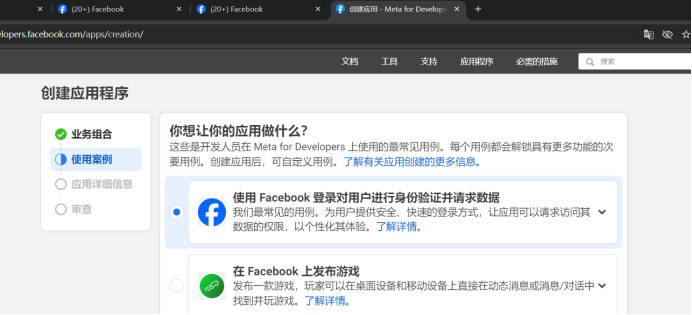 (20+) Facebook
(20+) Facebook
创建应用 - Meta for Develope
elopers.facebook.com/apps/creation/
文档 工具 支持 应用程序 必需的措施 搜索
创建应用程序
业务组合
使用案例
应用详细信息
审查
你想让你的应用做什么？
这些是开发人员在 Meta for Developers 上使用的最常见用例。每个用例都会解锁具有更多功能的次
要用例。创建应用后，可自定义用例。了解有关应用创建的更多信息。
使用 Facebook 登录对用户进行身份验证并请求数据
我们最常见的用例。为用户提供安全、快速的登录方式，让应用可以请求访问其
数据的权限，以个性化其体验。了解详情。
在 Facebook 上发布游戏
发布一款游戏，玩家可以在桌面设备和移动设备上直接在动态消息或消息/对话中
找到并玩游戏。了解详情。